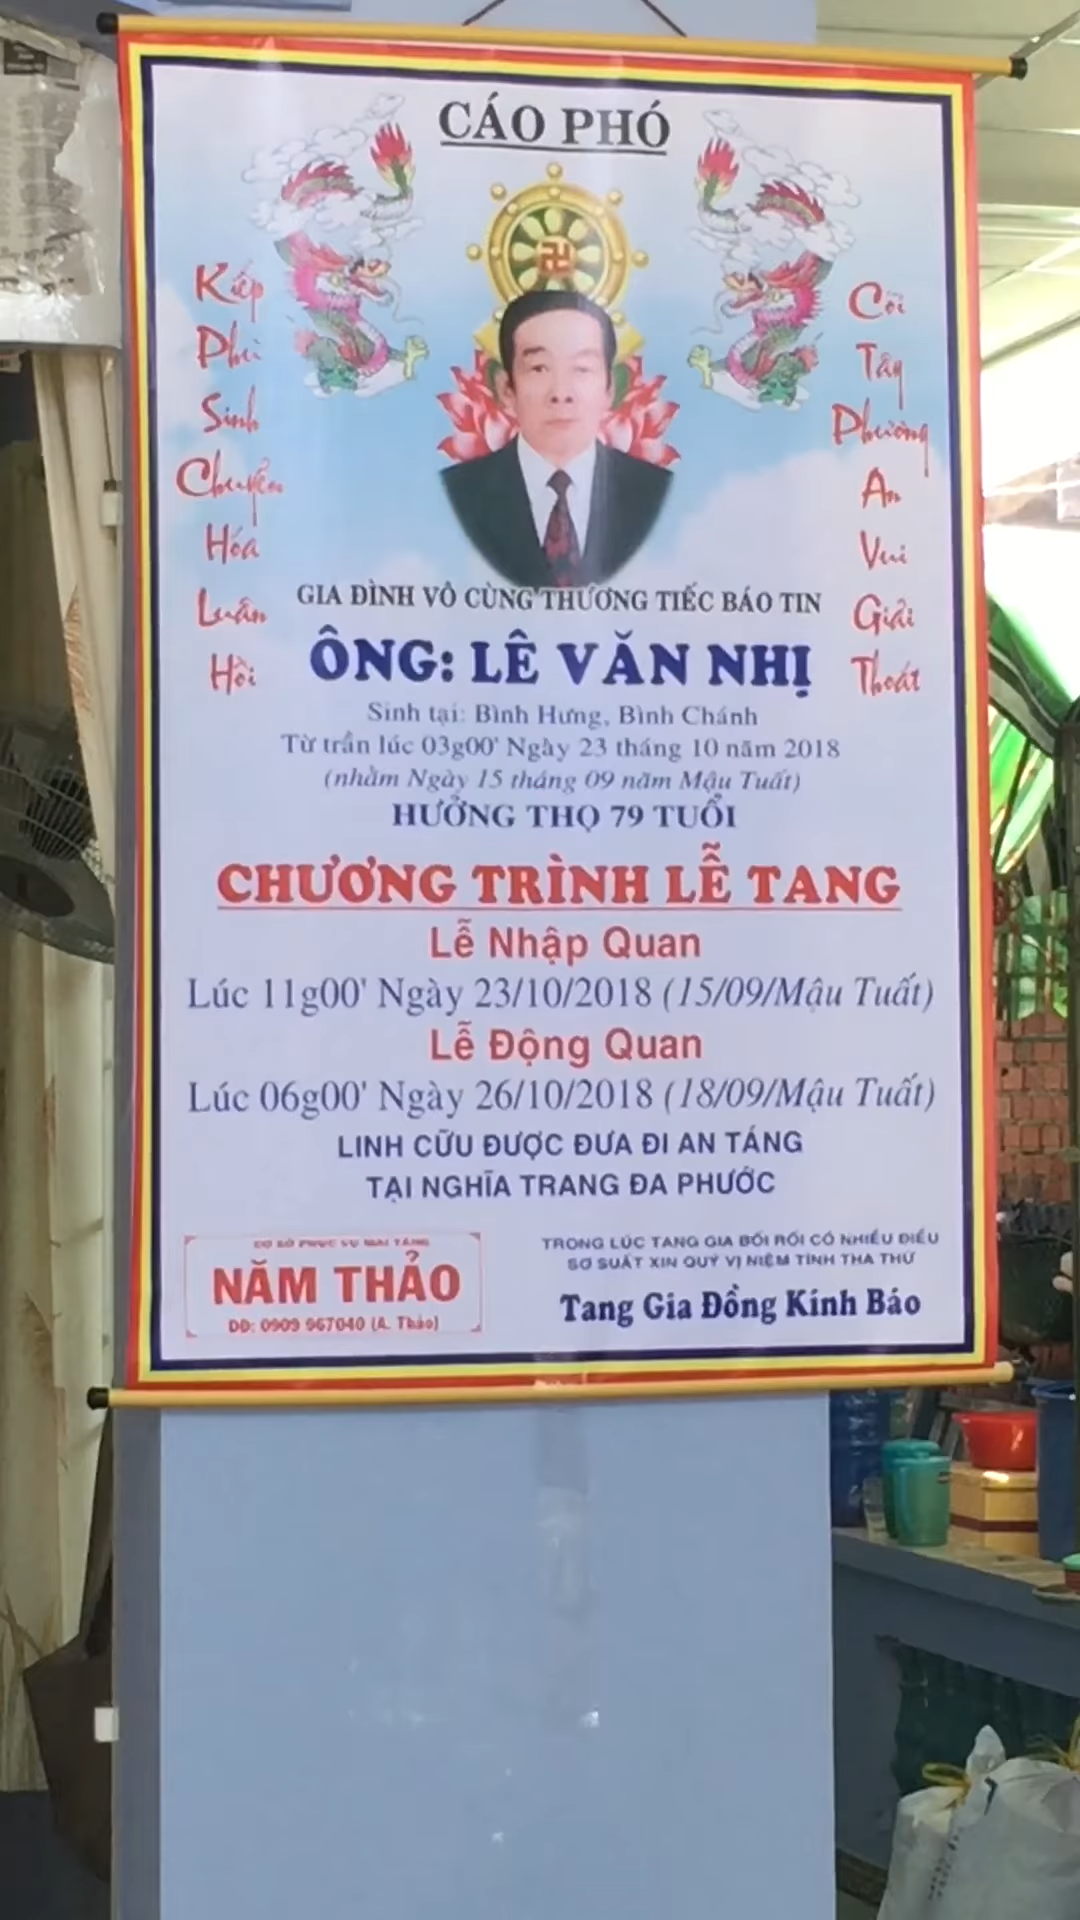 CÁO PHÓ
Kiếp
Phù
Sinh
Chuyển
Hóa
Luân
Hồi
Cõi
Tây
Phương
An
Vui
Giải
Thoát
GIA ĐÌNH VÔ CÙNG THƯƠNG TIẾC BÁO TIN
ÔNG: LÊ VĂN NHỊ
Sinh tại: Bình Hưng, Bình Chánh
Từ trần lúc 03g00' Ngày 23 tháng 10 năm 2018
(nhằm Ngày 15 tháng 09 năm Mậu Tuất)
HƯỞNG THỌ 79 TUỔI
CHƯƠNG TRÌNH LỄ TANG
Lễ Nhập Quan
Lúc 11g00' Ngày 23/10/2018 (15/09/Mậu Tuất)
Lễ Động Quan
Lúc 06g00' Ngày 26/10/2018 (18/09/Mậu Tuất)
LINH CỮU ĐƯỢC ĐƯA ĐI AN TÁNG
TẠI NGHĨA TRANG ĐA PHƯỚC
CƠ SỞ PHỤC VỤ MAI TÁNG
NĂM THẢO
DĐ: 0909 967040 (A. Thảo)
TRONG LÚC TANG GIA BỐI RỐI CÓ NHIỀU ĐIỀU
SƠ SUẤT XIN QUÝ VỊ NIỆM TÌNH THA THỨ
Tang Gia Đồng Kính Báo